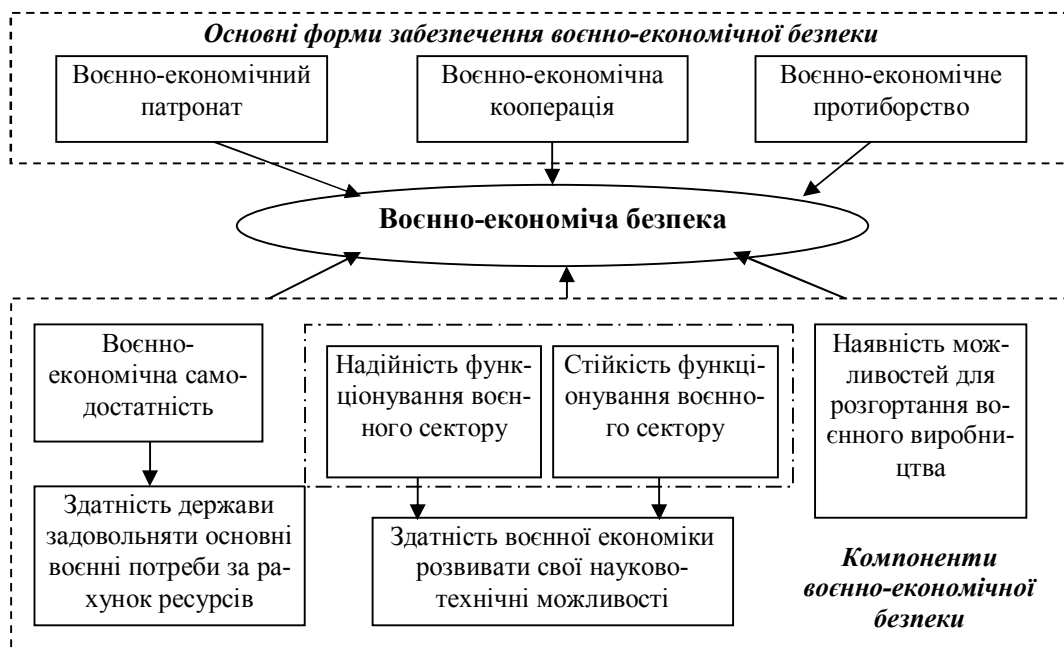 Основні форми забезпечення воєнно-економічної безпеки
Воєнно-економічний
патронат
Воєнно-економічна
кооперація
Воєнно-економічне
протиборство
Воєнно-економіча безпека
Воєнно-
економічна само-
достатність
Надійність функ-
ціонування воєн-
ного сектору
Стійкість функці-
онування воєнно-
го сектору
Наявність мож-
ливостей для
розгортання во-
єнного виробни-
цтва
Здатність держави
задовольняти основні
воєнні потреби за ра-
хунок ресурсів
Здатність воєнної економіки
розвивати свої науково-
технічні можливості
Компоненти
воєнно-економічної
безпеки